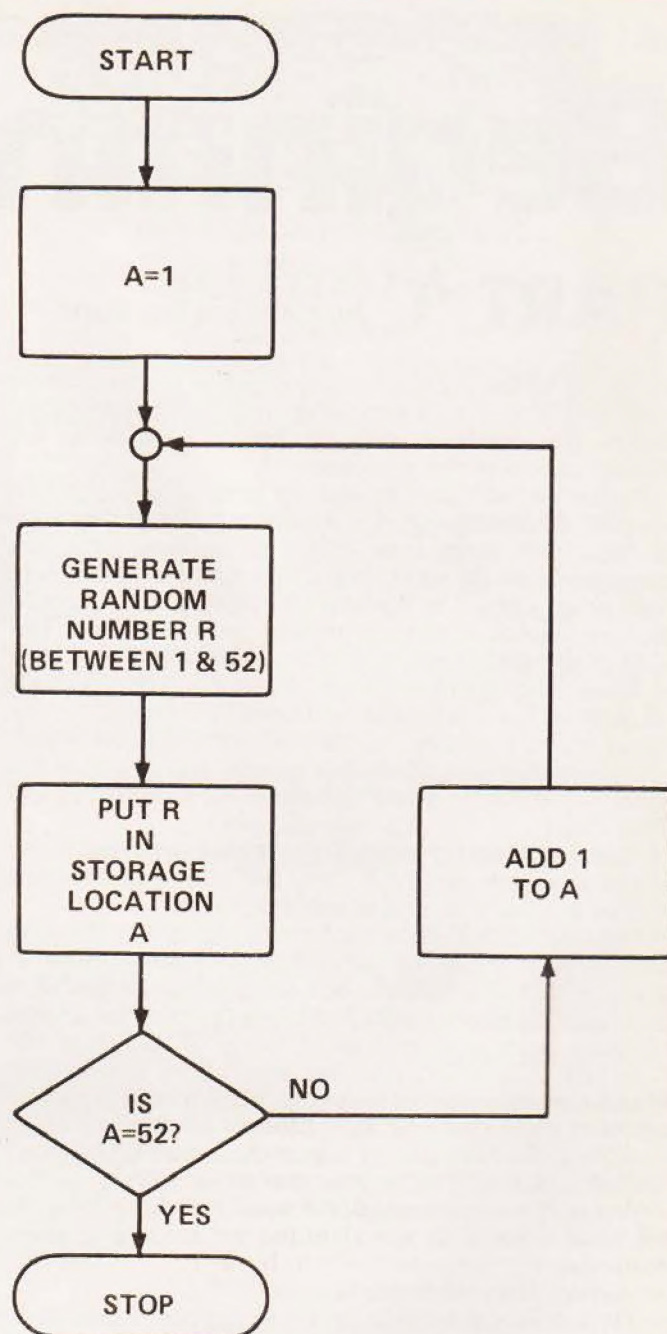 START
A=1
GENERATE
RANDOM
NUMBER R
(BETWEEN 1 & 52)
PUT R
IN
STORAGE
LOCATION
A
ADD 1
TO A
IS
A=52?
NO
YES
STOP